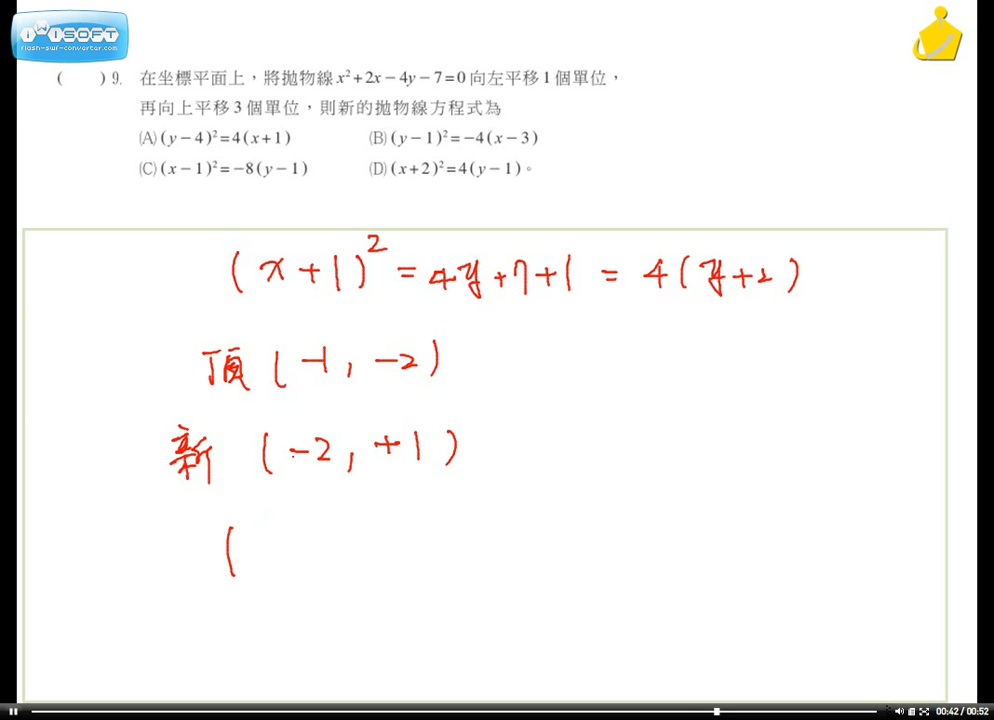 iWiSOFT
flash-swf-converter.com
( ) 9. 在坐標平面上，將拋物線 x²+2x−4y−7=0 向左平移 1 個單位，
再向上平移 3 個單位，則新的拋物線方程式為
(A) (y−4)²=4(x+1) (B) (y−1)²=−4(x−3)
(C) (x−1)²=−8(y−1) (D) (x+2)²=4(y−1)。
(x+1)² = 4y+7+1 = 4(y+2)
頂 (-1, -2)
新 (-2, +1)
(
00:42 / 00:52